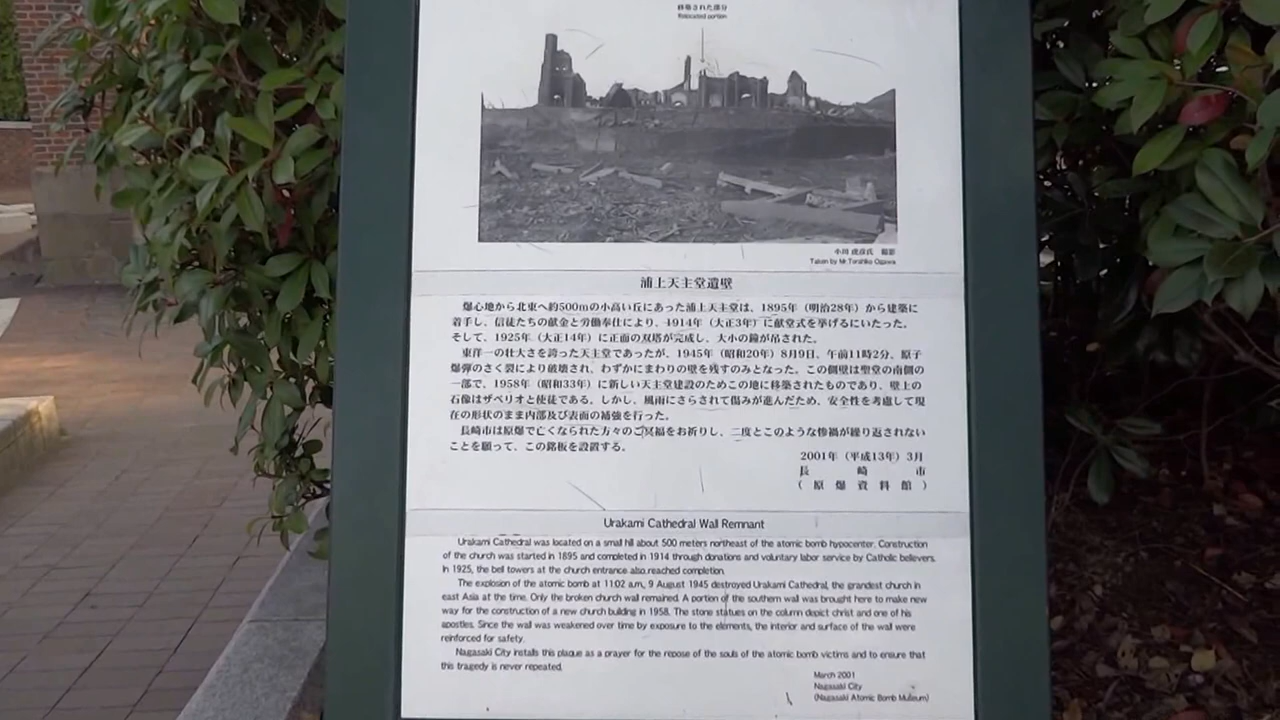 移築された部分
Relocated portion
小川 虎彦氏 撮影
Taken by Mr.Torahiko Ogawa
浦上天主堂遺壁
爆心地から北東へ約500mの小高い丘にあった浦上天主堂は、1895年（明治28年）から建築に
着手し、信徒たちの献金と労働奉仕により、1914年（大正3年）に献堂式を挙げるにいたった。
そして、1925年（大正14年）に正面の双塔が完成し、大小の鐘が吊された。
東洋一の壮大さを誇った天主堂であったが、1945年（昭和20年）8月9日、午前11時2分、原子
爆弾のさく裂により破壊され、わずかにまわりの壁を残すのみとなった。この側壁は聖堂の南側の
一部で、1958年（昭和33年）に新しい天主堂建設のためこの地に移築されたものであり、壁上の
石像はザベリオと使徒である。しかし、風雨にさらされて傷みが進んだため、安全性を考慮して現
在の形状のまま内部及び表面の補強を行った。
長崎市は原爆で亡くなられた方々のご冥福をお祈りし、二度とこのような惨禍が繰り返されない
ことを願って、この銘板を設置する。
2001年（平成13年）3月
長崎市
（原爆資料館）
Urakami Cathedral Wall Remnant
Urakami Cathedral was located on a small hill about 500 meters northeast of the atomic bomb hypocenter. Construction
of the church was started in 1895 and completed in 1914 through donations and voluntary labor service by Catholic believers.
In 1925, the bell towers at the church entrance also reached completion.
The explosion of the atomic bomb at 11:02 a.m., 9 August 1945 destroyed Urakami Cathedral, the grandest church in
east Asia at the time. Only the broken church wall remained. A portion of the southern wall was brought here to make new
way for the construction of a new church building in 1958. The stone statues on the column depict christ and one of his
apostles. Since the wall was weakened over time by exposure to the elements, the interior and surface of the wall were
reinforced for safety.
Nagasaki City installs this plaque as a prayer for the repose of the souls of the atomic bomb victims and to ensure that
this tragedy is never repeated.
March 2001
Nagasaki City
(Nagasaki Atomic Bomb Museum)